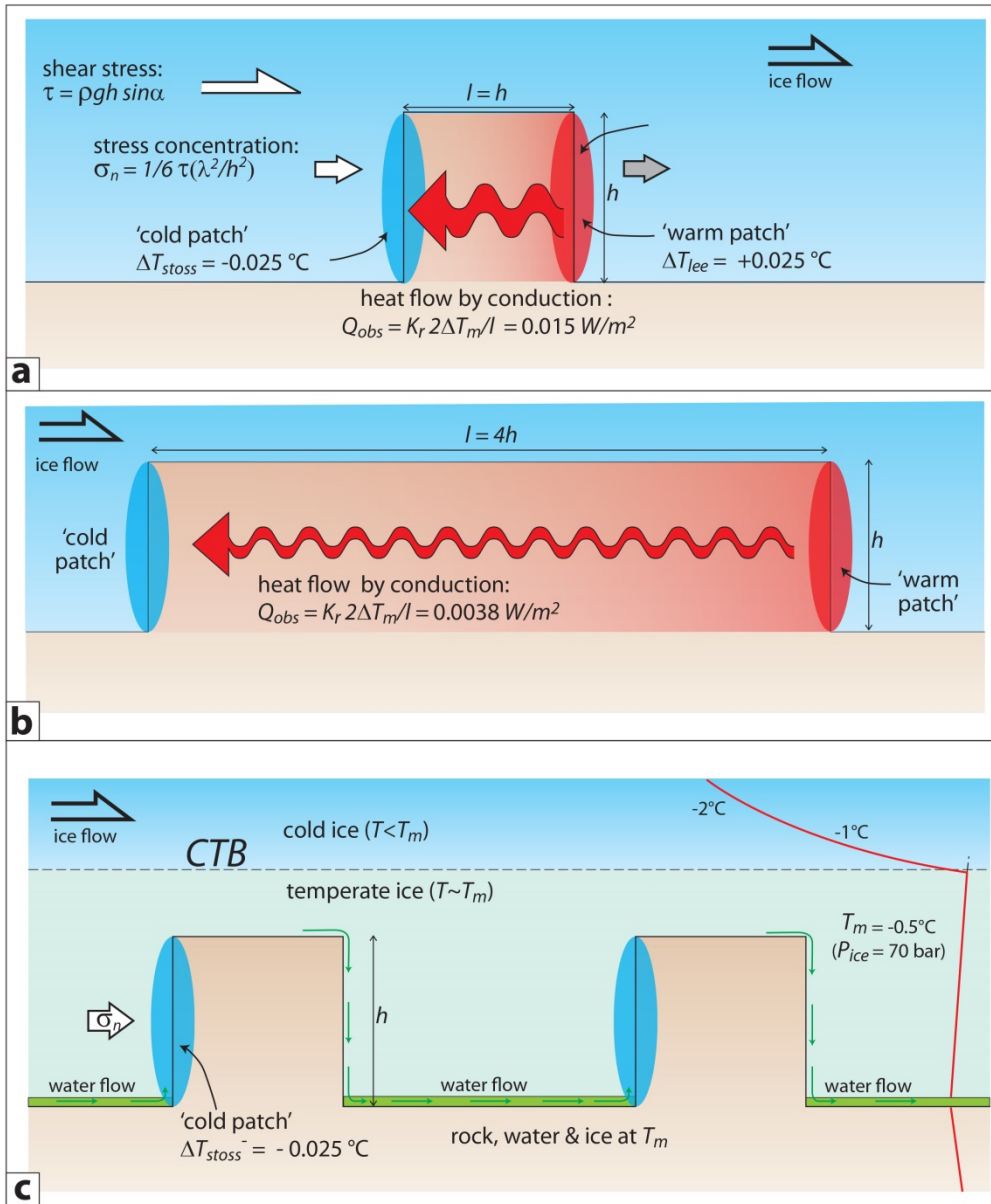 shear stress:
τ = ρgh sinα
ice flow
l = h
stress concentration:
σn = 1/6 τ(λ²/h²)
h
'cold patch'
ΔTstoss = -0.025 °C
'warm patch'
ΔTlee = +0.025 °C
heat flow by conduction :
Qobs = Kr 2ΔTm/l = 0.015 W/m²
a
ice flow
l = 4h
'cold
patch'
h
heat flow by conduction:
Qobs = Kr 2ΔTm/l = 0.0038 W/m²
'warm
patch'
b
ice flow
cold ice (T<Tm)
-2°C
-1°C
CTB
temperate ice (T~Tm)
Tm = -0.5°C
(Pice = 70 bar)
σn
h
water flow
water flow
water flow
'cold patch'
ΔTstoss- = - 0.025 °C
rock, water & ice at Tm
c